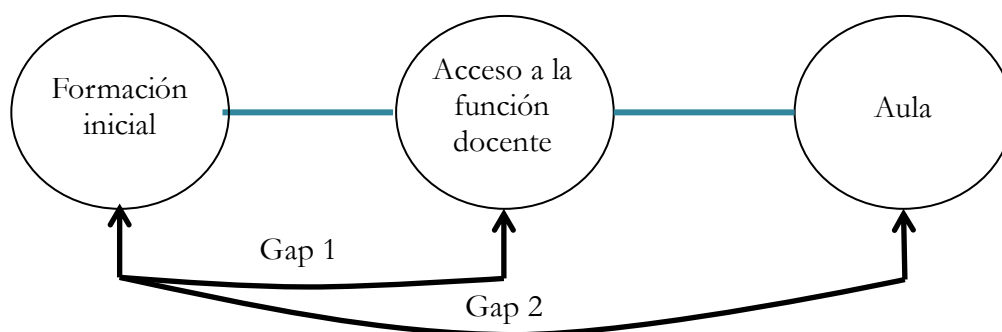 Formación
inicial
Acceso a la
función
docente
Aula
Gap 1
Gap 2